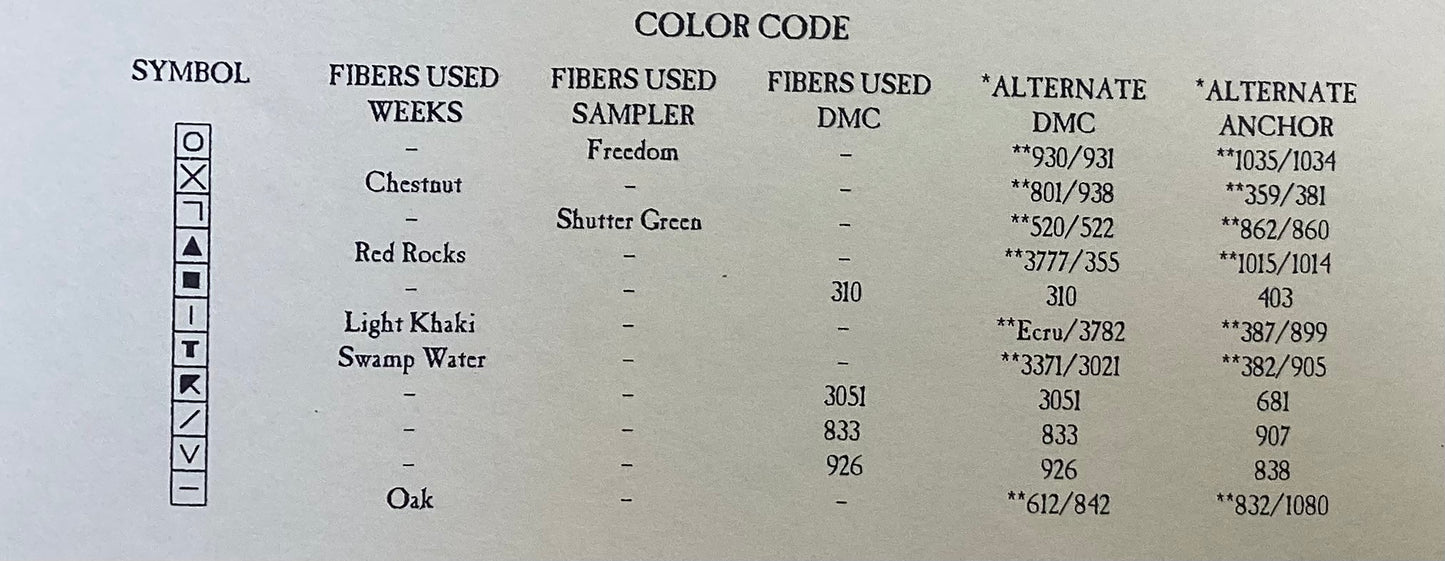 COLOR CODE
SYMBOL FIBERS USED WEEKS FIBERS USED SAMPLER FIBERS USED DMC *ALTERNATE DMC *ALTERNATE ANCHOR
O – Freedom – **930/931 **1035/1034
X Chestnut – – **801/938 **359/381
ㄱ – Shutter Green – **520/522 **862/860
▲ Red Rocks – – **3777/355 **1015/1014
■ – – 310 310 403
| Light Khaki – – **Ecru/3782 **387/899
T Swamp Water – – **3371/3021 **382/905
◤ – – 3051 3051 681
/ – – 833 833 907
V – – 926 926 838
— Oak – – **612/842 **832/1080